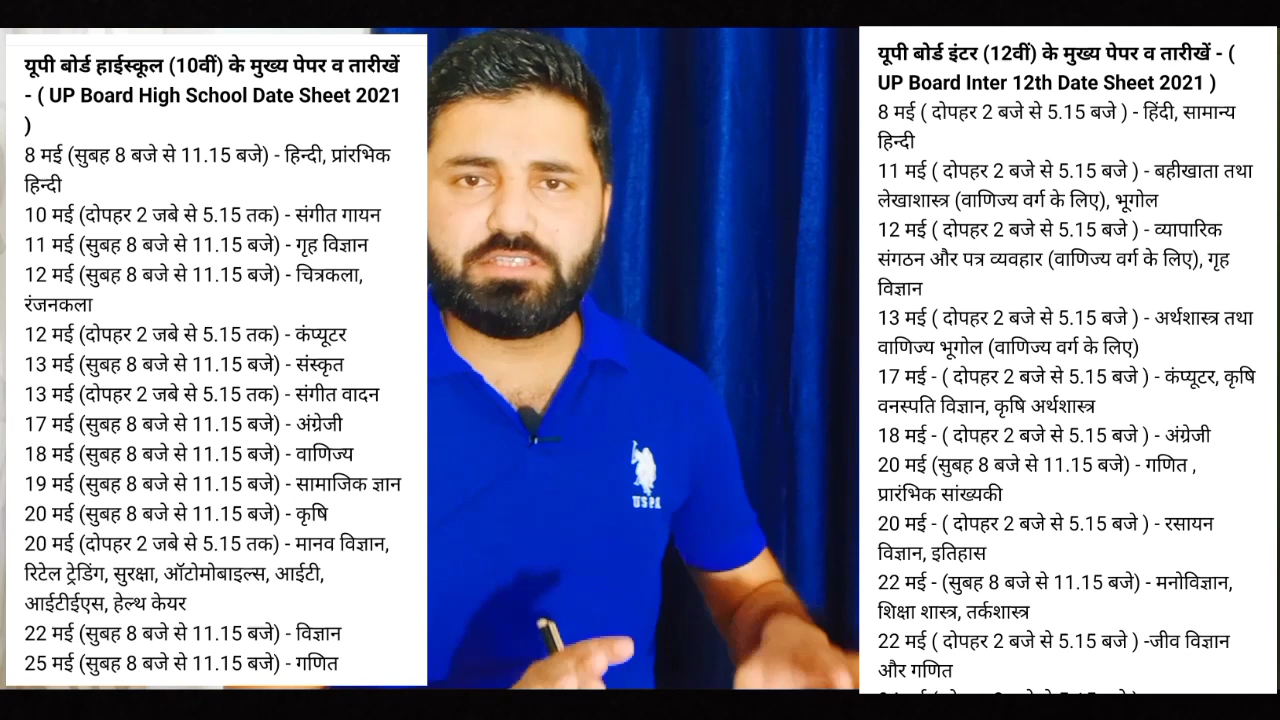 यूपी बोर्ड हाईस्कूल (10वीं) के मुख्य पेपर व तारीखें
- ( UP Board High School Date Sheet 2021
)
8 मई (सुबह 8 बजे से 11.15 बजे) - हिन्दी, प्रांरभिक
हिन्दी
10 मई (दोपहर 2 जबे से 5.15 तक) - संगीत गायन
11 मई (सुबह 8 बजे से 11.15 बजे) - गृह विज्ञान
12 मई (सुबह 8 बजे से 11.15 बजे) - चित्रकला,
रंजनकला
12 मई (दोपहर 2 जबे से 5.15 तक) - कंप्यूटर
13 मई (सुबह 8 बजे से 11.15 बजे) - संस्कृत
13 मई (दोपहर 2 जबे से 5.15 तक) - संगीत वादन
17 मई (सुबह 8 बजे से 11.15 बजे) - अंग्रेजी
18 मई (सुबह 8 बजे से 11.15 बजे) - वाणिज्य
19 मई (सुबह 8 बजे से 11.15 बजे) - सामाजिक ज्ञान
20 मई (सुबह 8 बजे से 11.15 बजे) - कृषि
20 मई (दोपहर 2 जबे से 5.15 तक) - मानव विज्ञान,
रिटेल ट्रेडिंग, सुरक्षा, ऑटोमोबाइल्स, आईटी,
आईटीईएस, हेल्थ केयर
22 मई (सुबह 8 बजे से 11.15 बजे) - विज्ञान
25 मई (सुबह 8 बजे से 11.15 बजे) - गणित
USPA
यूपी बोर्ड इंटर (12वीं) के मुख्य पेपर व तारीखें - (
UP Board Inter 12th Date Sheet 2021 )
8 मई ( दोपहर 2 बजे से 5.15 बजे ) - हिंदी, सामान्य
हिन्दी
11 मई ( दोपहर 2 बजे से 5.15 बजे ) - बहीखाता तथा
लेखाशास्त्र (वाणिज्य वर्ग के लिए), भूगोल
12 मई ( दोपहर 2 बजे से 5.15 बजे ) - व्यापारिक
संगठन और पत्र व्यवहार (वाणिज्य वर्ग के लिए), गृह
विज्ञान
13 मई ( दोपहर 2 बजे से 5.15 बजे ) - अर्थशास्त्र तथा
वाणिज्य भूगोल (वाणिज्य वर्ग के लिए)
17 मई - ( दोपहर 2 बजे से 5.15 बजे ) - कंप्यूटर, कृषि
वनस्पति विज्ञान, कृषि अर्थशास्त्र
18 मई - ( दोपहर 2 बजे से 5.15 बजे ) - अंग्रेजी
20 मई (सुबह 8 बजे से 11.15 बजे) - गणित ,
प्रारंभिक सांख्यकी
20 मई - ( दोपहर 2 बजे से 5.15 बजे ) - रसायन
विज्ञान, इतिहास
22 मई - (सुबह 8 बजे से 11.15 बजे) - मनोविज्ञान,
शिक्षा शास्त्र, तर्कशास्त्र
22 मई ( दोपहर 2 बजे से 5.15 बजे ) -जीव विज्ञान
और गणित